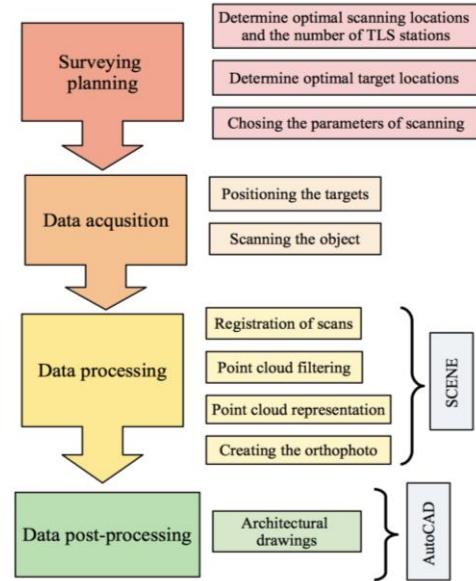 Surveying
planning
Determine optimal scanning locations
and the number of TLS stations
Determine optimal target locations
Chosing the parameters of scanning
Data acqusition
Positioning the targets
Scanning the object
Data processing
Registration of scans
Point cloud filtering
Point cloud representation
Creating the orthophoto
SCENE
Data post-processing
Architectural
drawings
AutoCAD